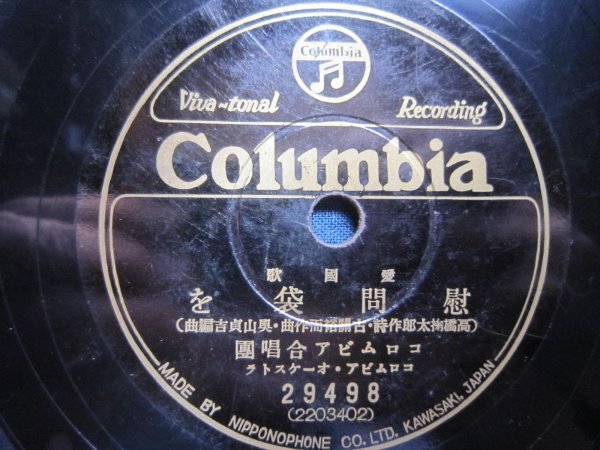 Columbia
Viva-tonal Recording
Columbia
愛國歌
慰問袋を
(高橋掬太郎作詩・古關裕而作曲・奥山貞吉編曲)
コロムビア合唱團
コロムビア・オーケストラ
29498
(2203402)
MADE BY NIPPONOPHONE CO. LTD. KAWASAKI, JAPAN